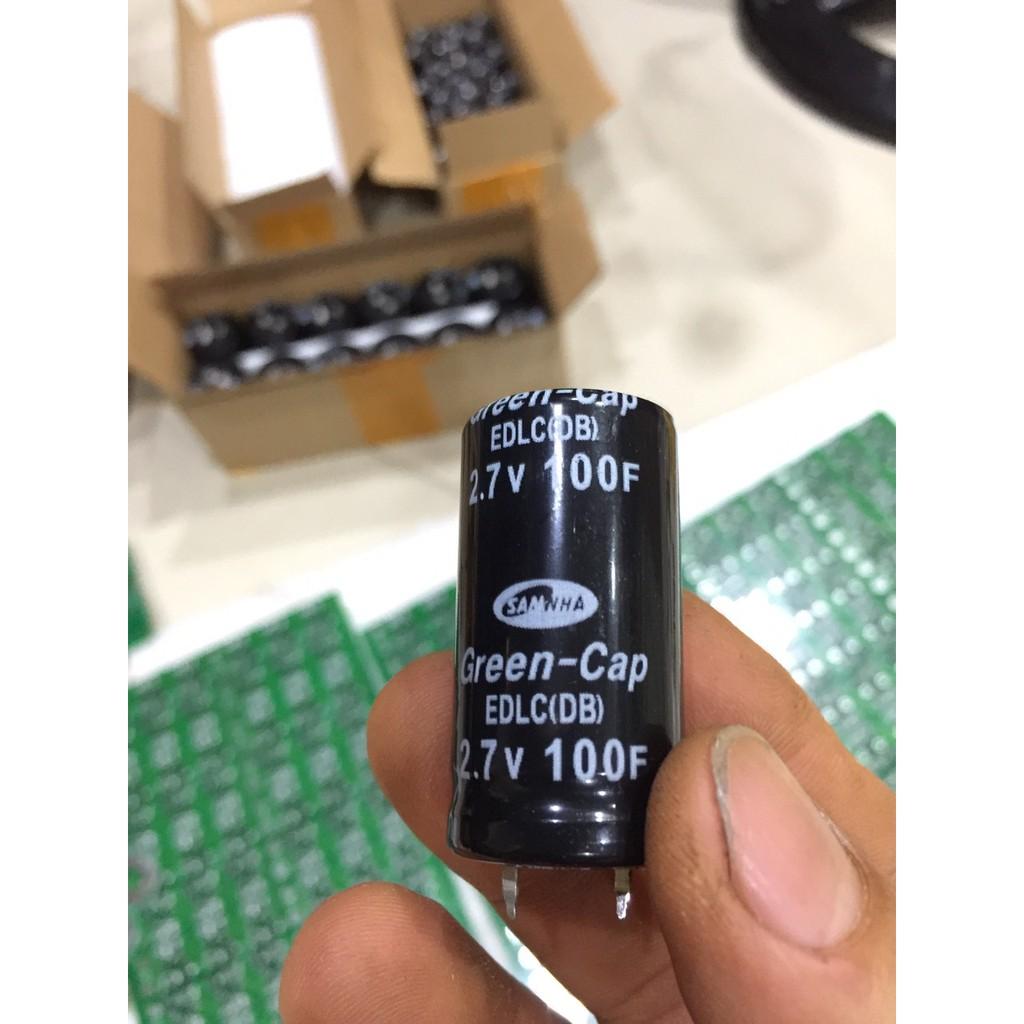 Green-Cap
EDLC(DB)
2.7V 100F
SAMWHA
Green-Cap
EDLC(DB)
2.7V 100F